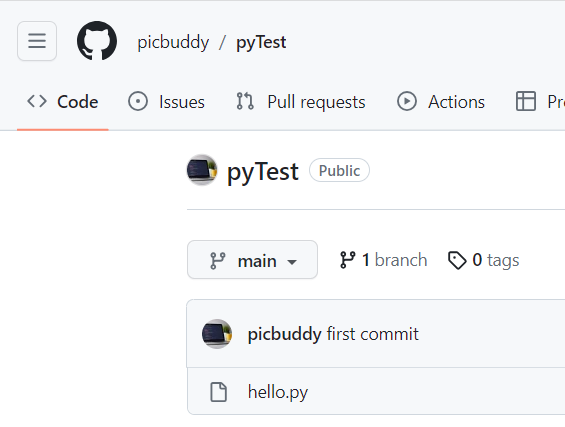 picbuddy / pyTest
Code Issues Pull requests Actions
pyTest Public
main 1 branch 0 tags
picbuddy first commit
hello.py